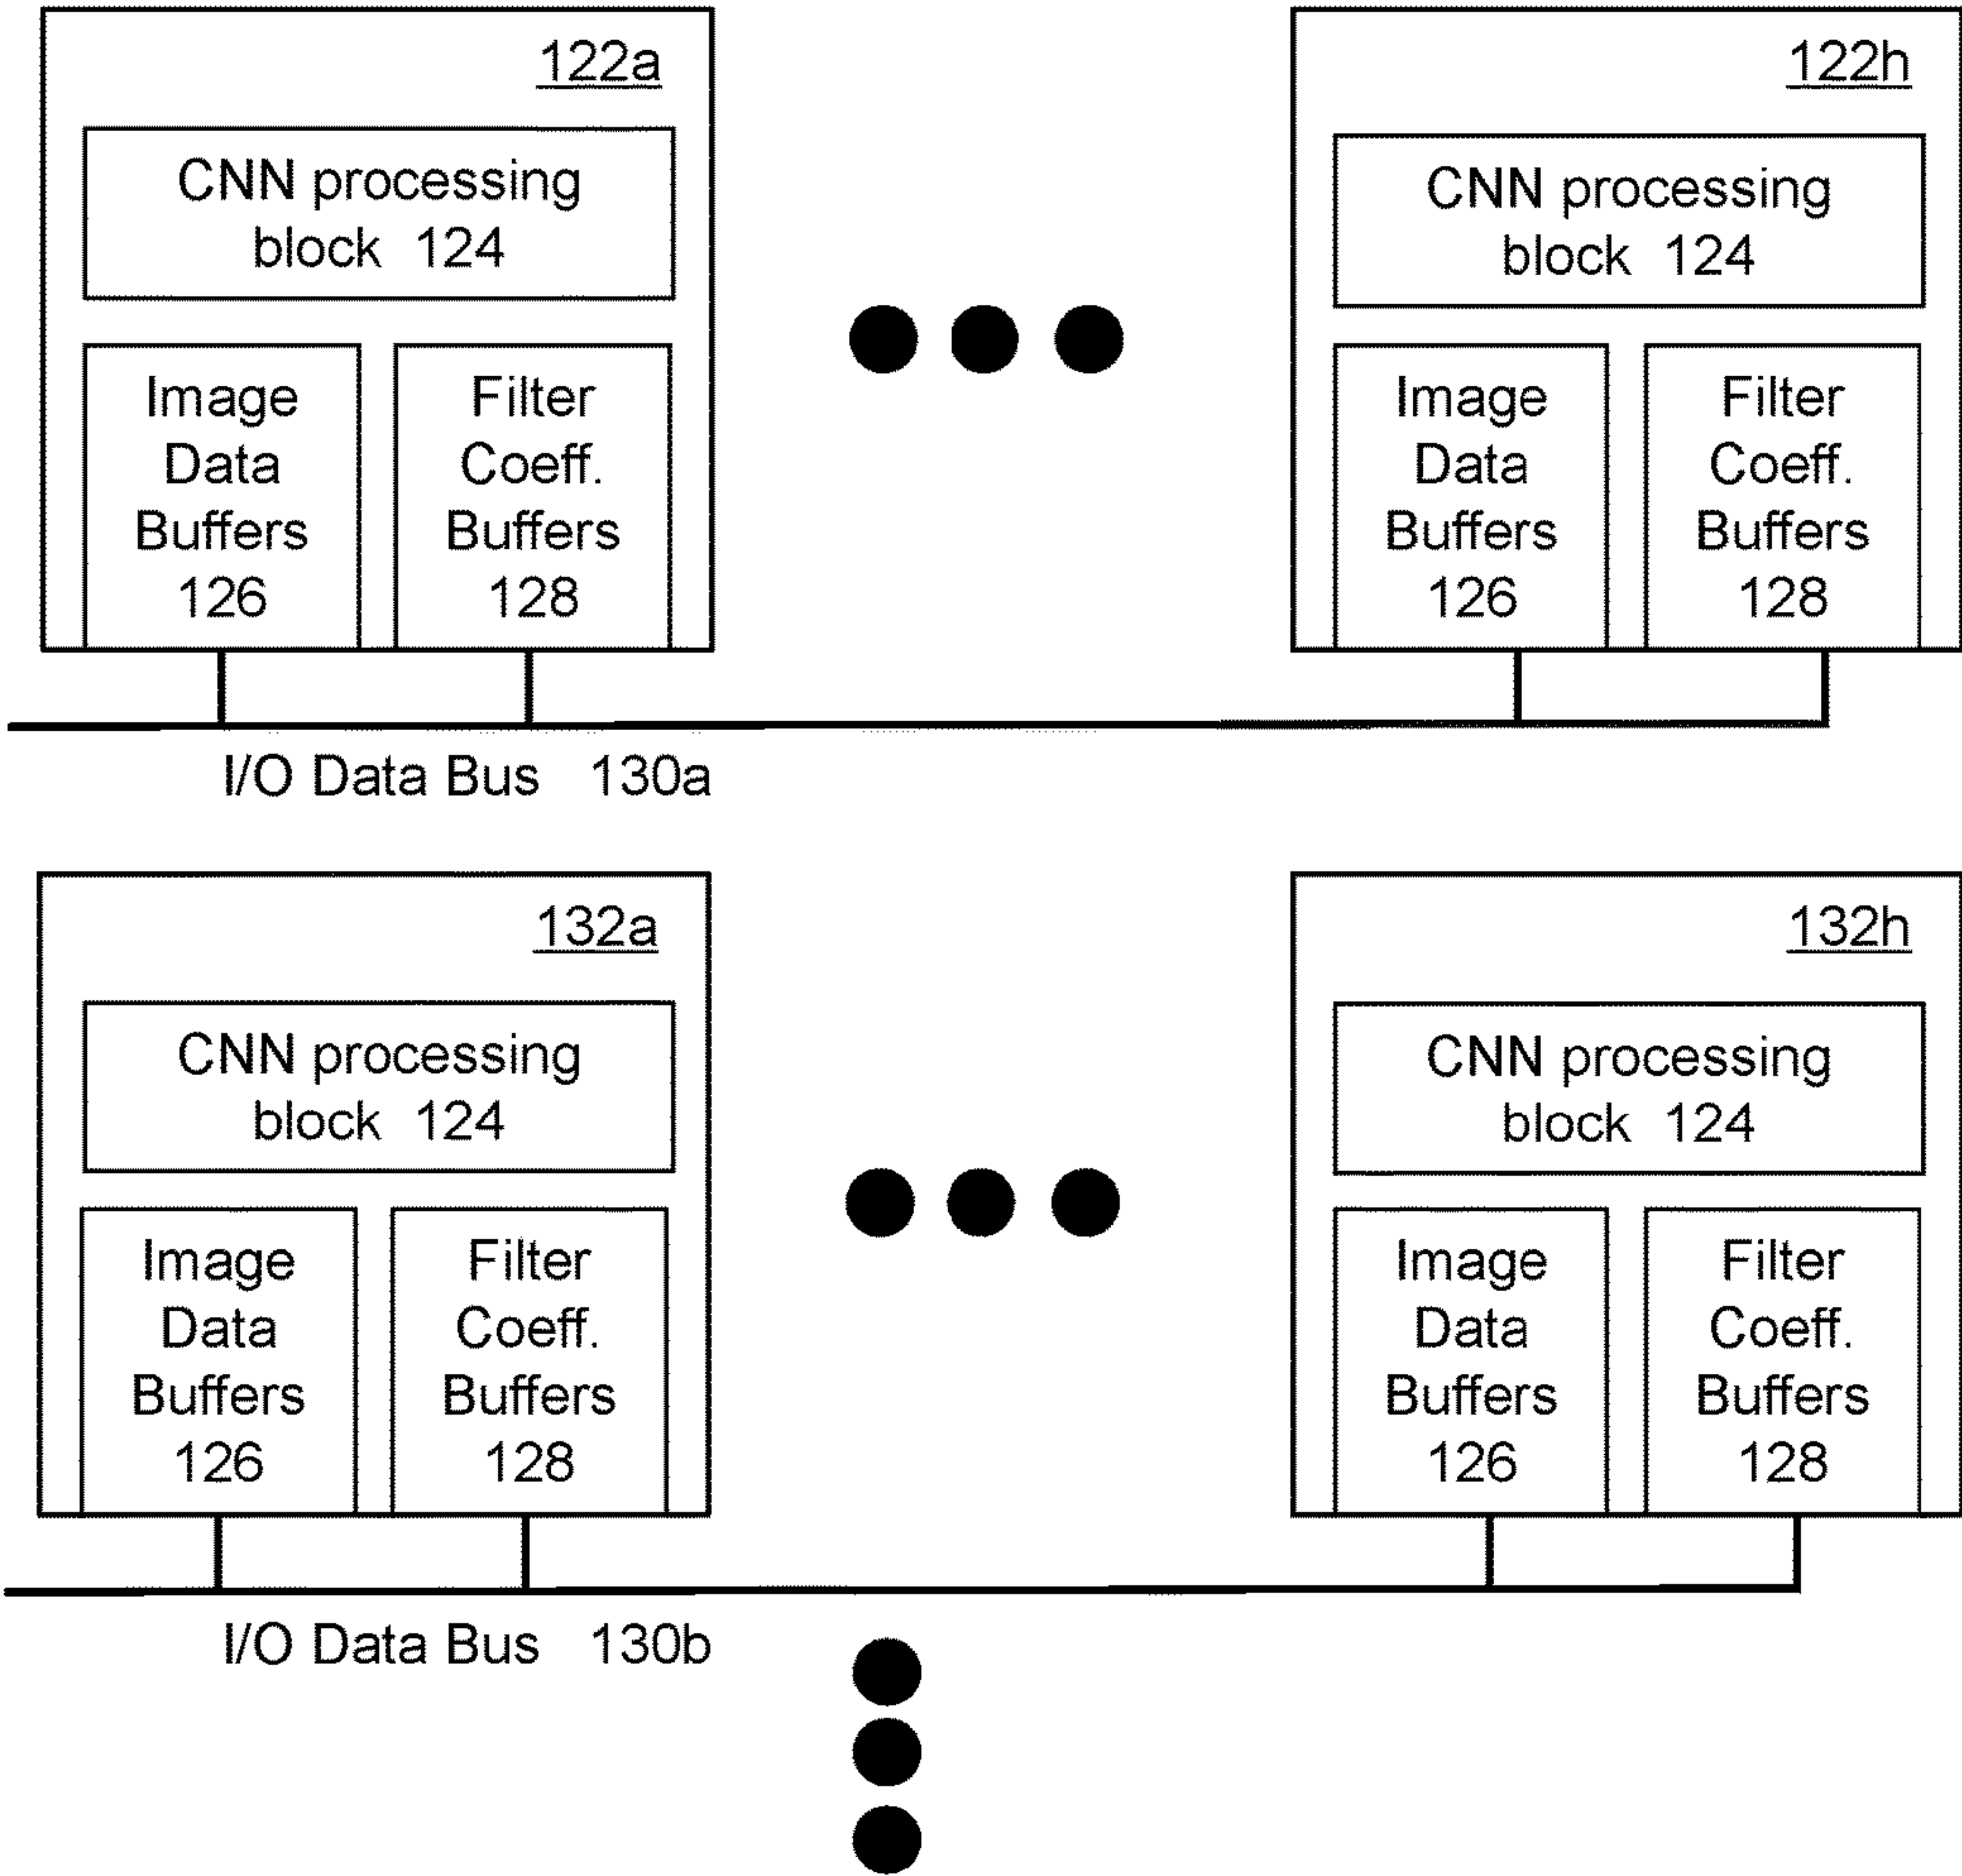 122a
CNN processing
block 124
Image
Data
Buffers
126
Filter
Coeff.
Buffers
128
122h
CNN processing
block 124
Image
Data
Buffers
126
Filter
Coeff.
Buffers
128
I/O Data Bus 130a
132a
CNN processing
block 124
Image
Data
Buffers
126
Filter
Coeff.
Buffers
128
132h
CNN processing
block 124
Image
Data
Buffers
126
Filter
Coeff.
Buffers
128
I/O Data Bus 130b